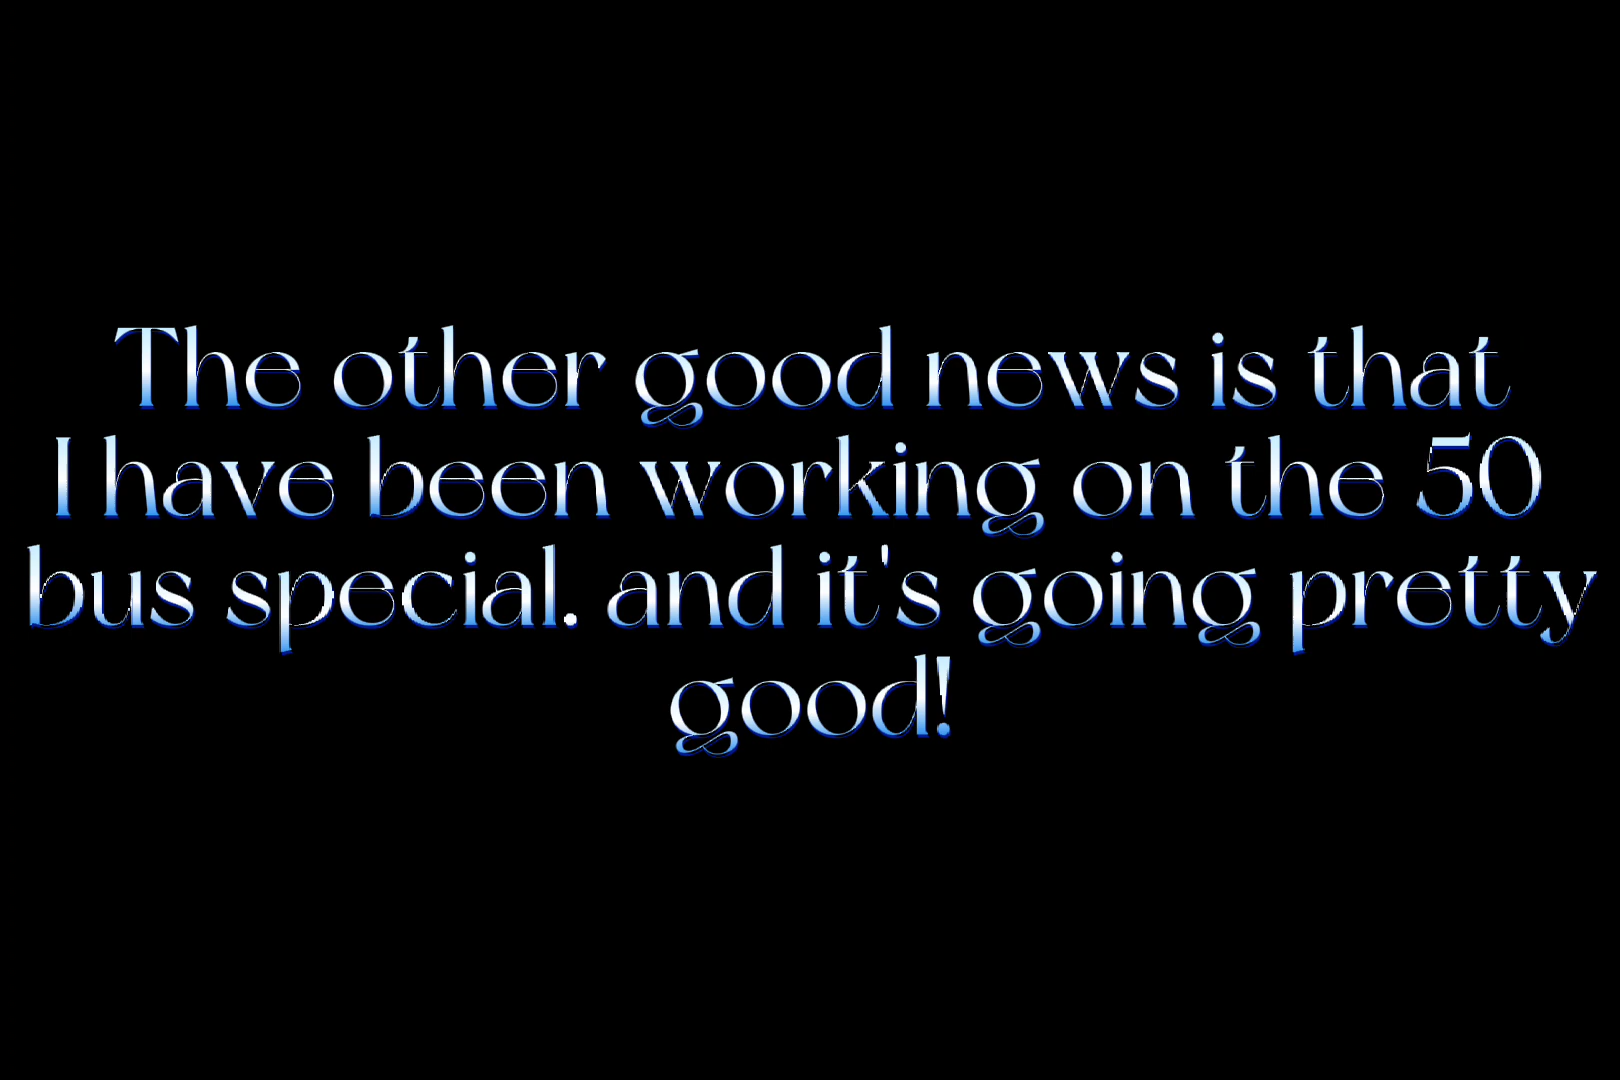 The other good news is that
I have been working on the 50
bus special. and it's going pretty
good!